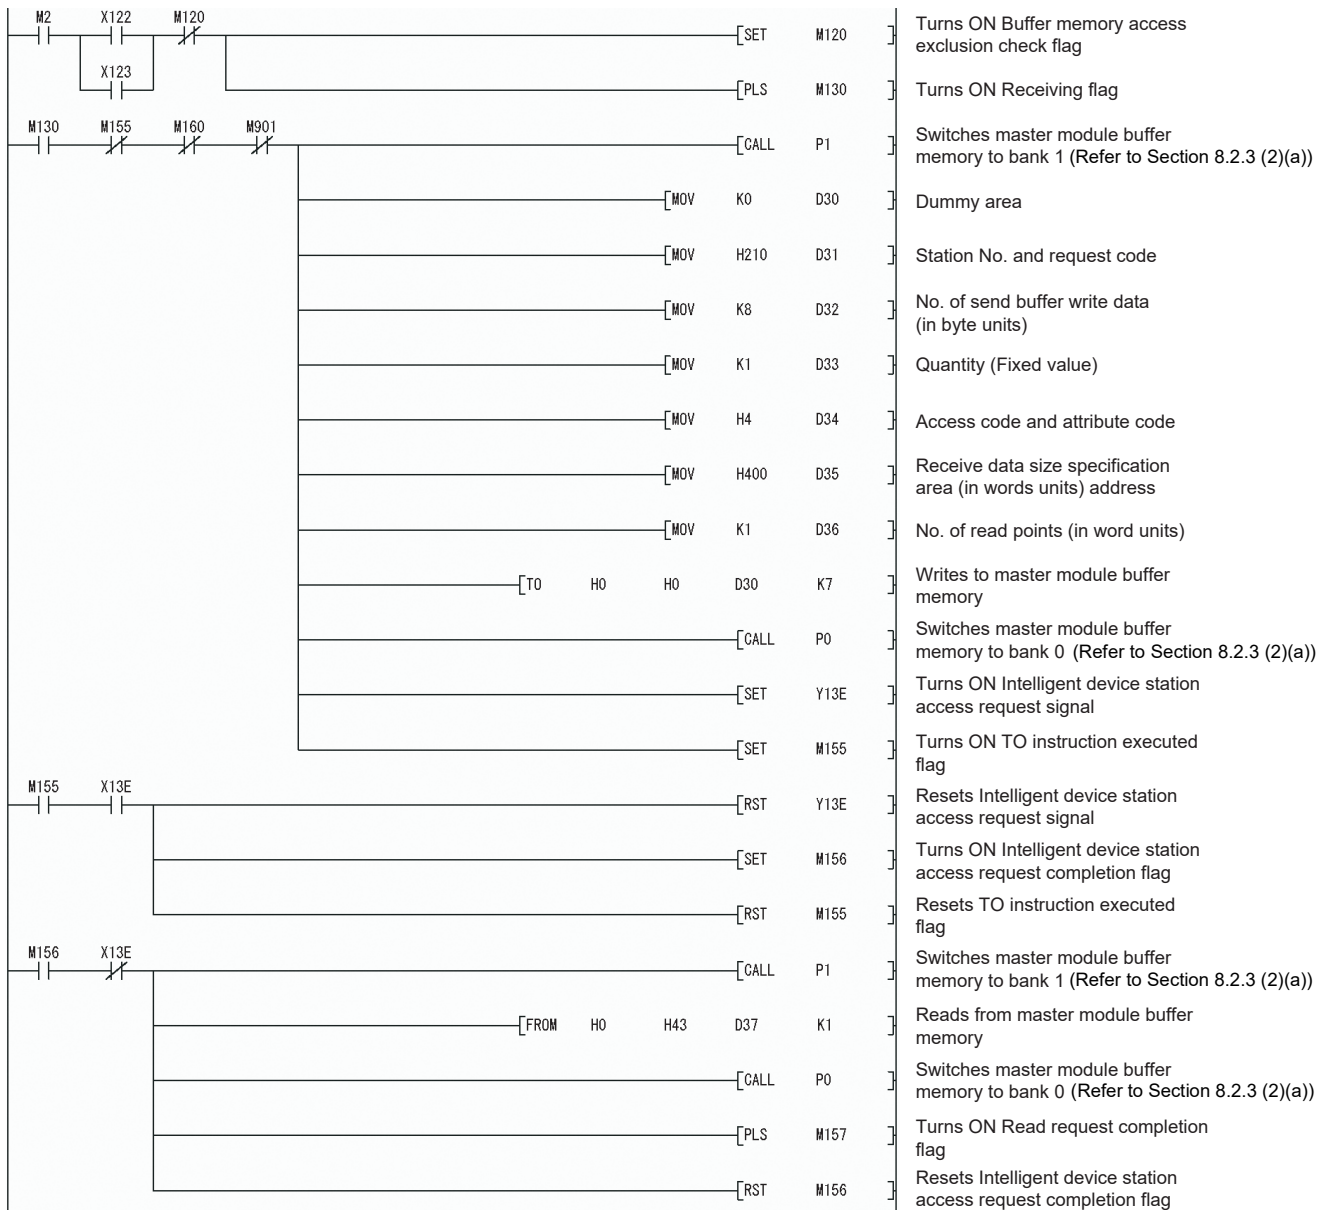 M2 X122 M120
[SET M120 ] Turns ON Buffer memory access
exclusion check flag
X123
[PLS M130 ] Turns ON Receiving flag
M130 M155 M160 M901
[CALL P1 ] Switches master module buffer
memory to bank 1 (Refer to Section 8.2.3 (2)(a))
[MOV K0 D30 ] Dummy area
[MOV H210 D31 ] Station No. and request code
[MOV K8 D32 ] No. of send buffer write data
(in byte units)
[MOV K1 D33 ] Quantity (Fixed value)
[MOV H4 D34 ] Access code and attribute code
[MOV H400 D35 ] Receive data size specification
area (in words units) address
[MOV K1 D36 ] No. of read points (in word units)
[TO H0 H0 D30 K7 ] Writes to master module buffer
memory
[CALL P0 ] Switches master module buffer
memory to bank 0 (Refer to Section 8.2.3 (2)(a))
[SET Y13E ] Turns ON Intelligent device station
access request signal
[SET M155 ] Turns ON TO instruction executed
flag
M155 X13E
[RST Y13E ] Resets Intelligent device station
access request signal
[SET M156 ] Turns ON Intelligent device station
access request completion flag
[RST M155 ] Resets TO instruction executed
flag
M156 X13E
[CALL P1 ] Switches master module buffer
memory to bank 1 (Refer to Section 8.2.3 (2)(a))
[FROM H0 H43 D37 K1 ] Reads from master module buffer
memory
[CALL P0 ] Switches master module buffer
memory to bank 0 (Refer to Section 8.2.3 (2)(a))
[PLS M157 ] Turns ON Read request completion
flag
[RST M156 ] Resets Intelligent device station
access request completion flag